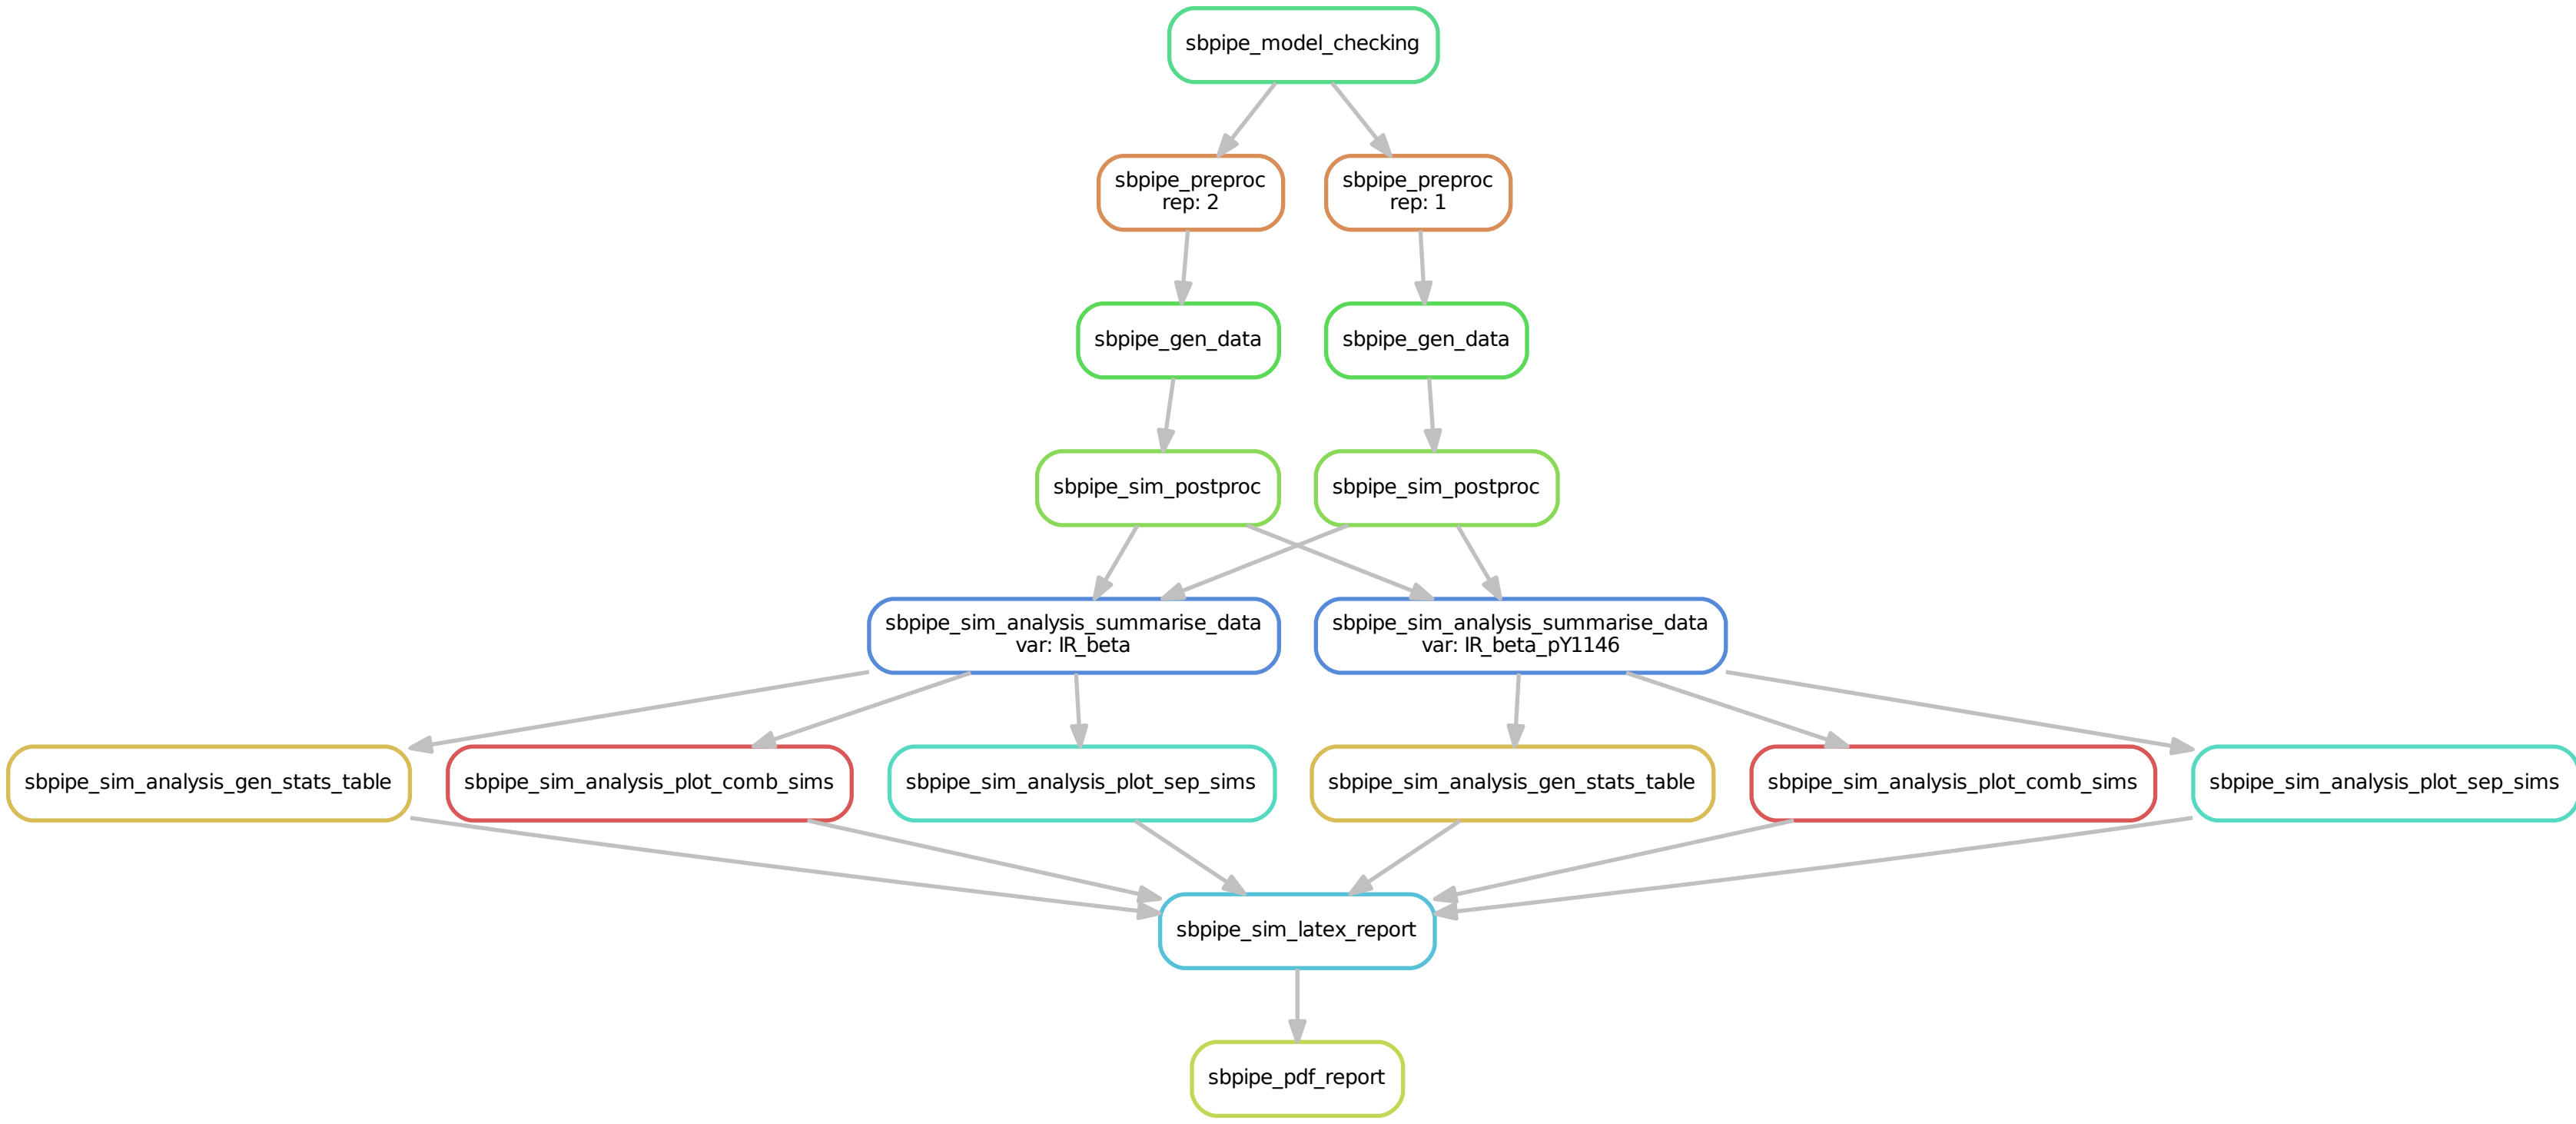 sbpipe_model_checking
sbpipe_preproc
rep: 2
sbpipe_preproc
rep: 1
sbpipe_gen_data
sbpipe_gen_data
sbpipe_sim_postproc
sbpipe_sim_postproc
sbpipe_sim_analysis_summarise_data
var: IR_beta
sbpipe_sim_analysis_summarise_data
var: IR_beta_pY1146
sbpipe_sim_analysis_gen_stats_table
sbpipe_sim_analysis_plot_comb_sims
sbpipe_sim_analysis_plot_sep_sims
sbpipe_sim_analysis_gen_stats_table
sbpipe_sim_analysis_plot_comb_sims
sbpipe_sim_analysis_plot_sep_sims
sbpipe_sim_latex_report
sbpipe_pdf_report